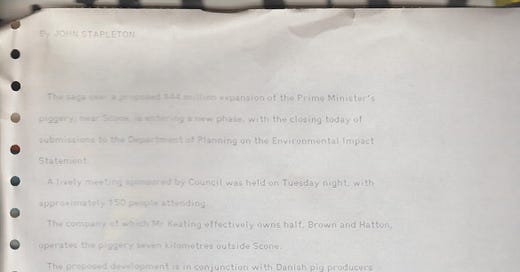 By JOHN STAPLETON
The saga over a proposed $44 million expansion of the Prime Minister's
piggery, near Scone, is entering a new phase, with the closing today of
submissions to the Department of Planning on the Environmental Impact
Statement.
A lively meeting sponsored by Council was held on Tuesday night, with
approximately 150 people attending.
The company of which Mr Keating effectively owns half, Brown and Hatton,
operates the piggery seven kilometres outside Scone.
The proposed development is in conjunction with Danish pig producers